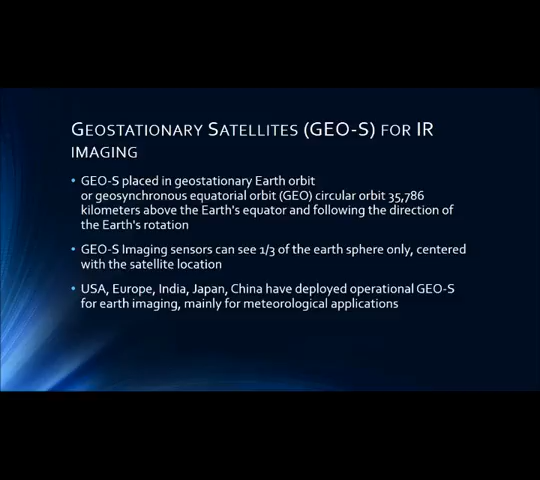 GEOSTATIONARY SATELLITES (GEO-S) FOR IR
IMAGING
• GEO-S placed in geostationary Earth orbit
or geosynchronous equatorial orbit (GEO) circular orbit 35,786
kilometers above the Earth's equator and following the direction of
the Earth's rotation
• GEO-S Imaging sensors can see 1/3 of the earth sphere only, centered
with the satellite location
• USA, Europe, India, Japan, China have deployed operational GEO-S
for earth imaging, mainly for meteorological applications